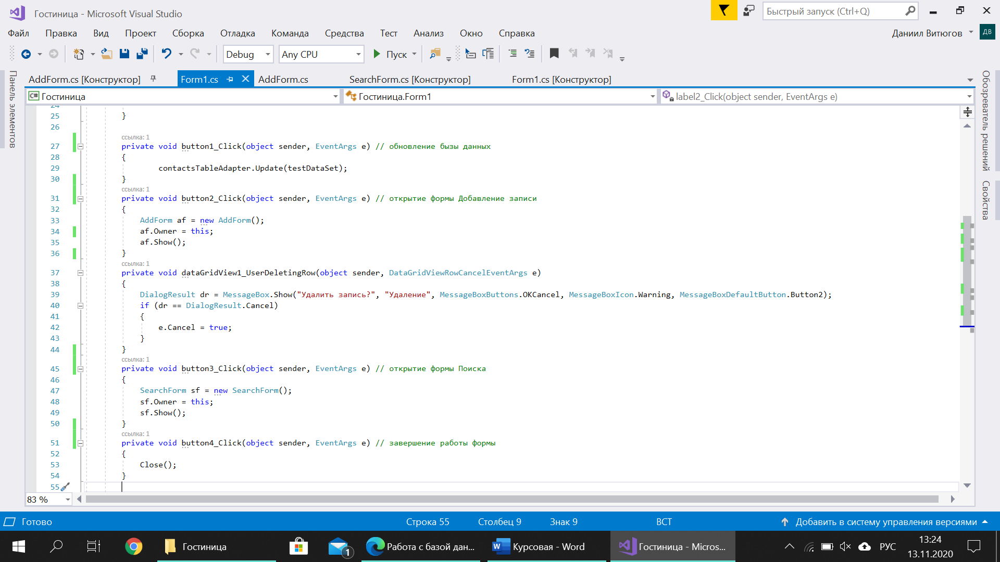 Гостиница - Microsoft Visual Studio
Быстрый запуск (Ctrl+Q)
Файл Правка Вид Проект Сборка Отладка Команда Средства Тест Анализ Окно Справка
Даниил Витюгов ДВ
Debug Any CPU Пуск
Панель элементов
AddForm.cs [Конструктор] Form1.cs AddForm.cs SearchForm.cs [Конструктор] Form1.cs [Конструктор]
Обозреватель решений
Свойства
C# Гостиница Гостиница.Form1 label2_Click(object sender, EventArgs e)
24
25 }
26
ссылка: 1
27 private void button1_Click(object sender, EventArgs e) // обновление бызы данных
28 {
29 contactsTableAdapter.Update(testDataSet);
30 }
ссылка: 1
31 private void button2_Click(object sender, EventArgs e) // открытие формы Добавление записи
32 {
33 AddForm af = new AddForm();
34 af.Owner = this;
35 af.Show();
36 }
ссылка: 1
37 private void dataGridView1_UserDeletingRow(object sender, DataGridViewRowCancelEventArgs e)
38 {
39 DialogResult dr = MessageBox.Show("Удалить запись?", "Удаление", MessageBoxButtons.OKCancel, MessageBoxIcon.Warning, MessageBoxDefaultButton.Button2);
40 if (dr == DialogResult.Cancel)
41 {
42 e.Cancel = true;
43 }
44 }
ссылка: 1
45 private void button3_Click(object sender, EventArgs e) // открытие формы Поиска
46 {
47 SearchForm sf = new SearchForm();
48 sf.Owner = this;
49 sf.Show();
50 }
ссылка: 1
51 private void button4_Click(object sender, EventArgs e) // завершение работы формы
52 {
53 Close();
54 }
55
83 %
Готово Строка 55 Столбец 9 Знак 9 ВСТ Добавить в систему управления версиями
Гостиница 1 Работа с базой дан... Курсовая - Word Гостиница - Micros... РУС 13:24
13.11.2020